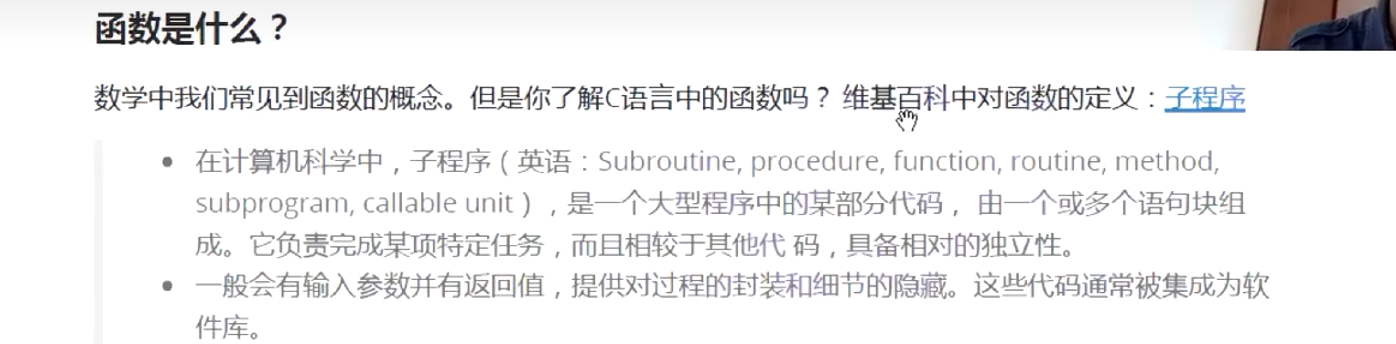 函数是什么？
数学中我们常见到函数的概念。但是你了解C语言中的函数吗？ 维基百科中对函数的定义：子程序
在计算机科学中，子程序（英语：Subroutine, procedure, function, routine, method,
subprogram, callable unit），是一个大型程序中的某部分代码， 由一个或多个语句块组
成。它负责完成某项特定任务，而且相较于其他代 码，具备相对的独立性。
一般会有输入参数并有返回值，提供对过程的封装和细节的隐藏。这些代码通常被集成为软
件库。